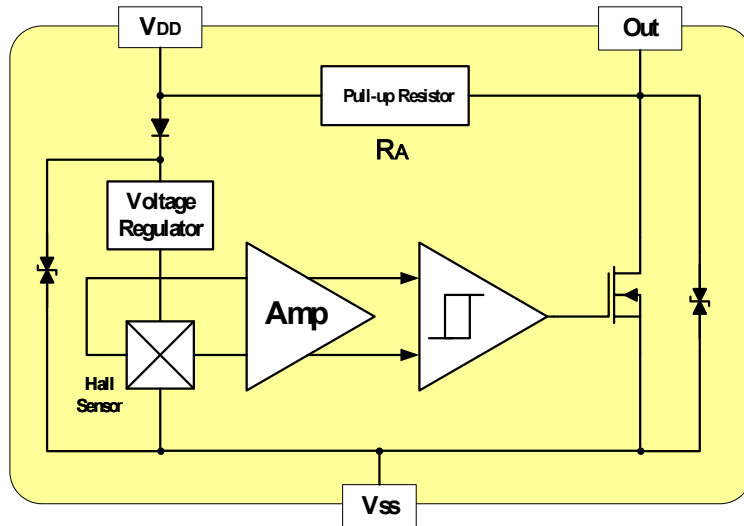 VDD
Out
Pull-up Resistor
RA
Voltage
Regulator
Amp
Hall
Sensor
Vss